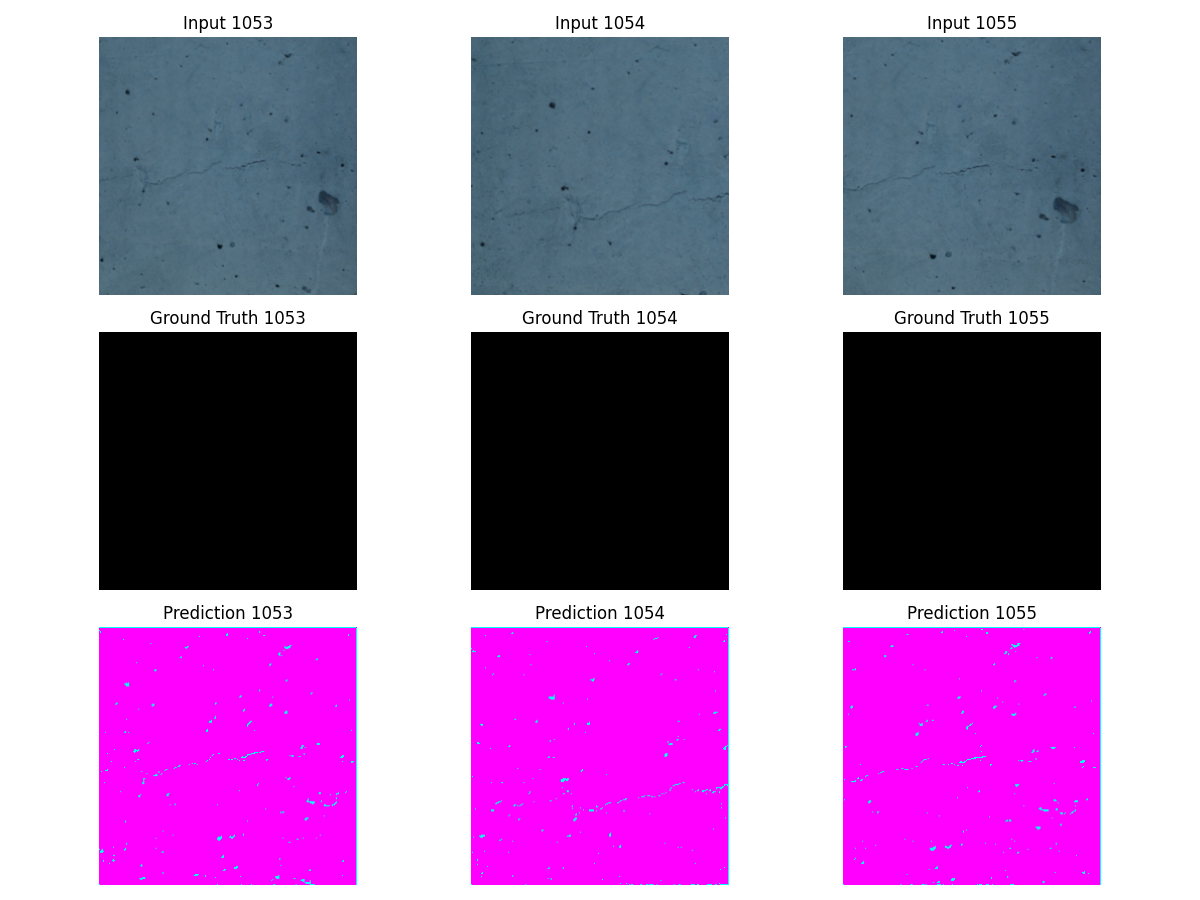 Input 1053
Input 1054
Input 1055
Ground Truth 1053
Ground Truth 1054
Ground Truth 1055
Prediction 1053
Prediction 1054
Prediction 1055